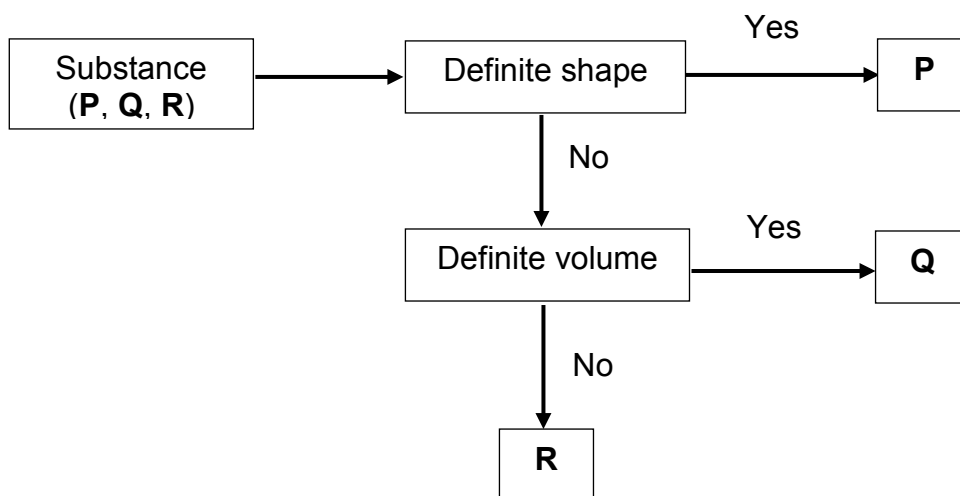 Substance
(P, Q, R)
Definite shape
Yes
P
No
Definite volume
Yes
Q
No
R